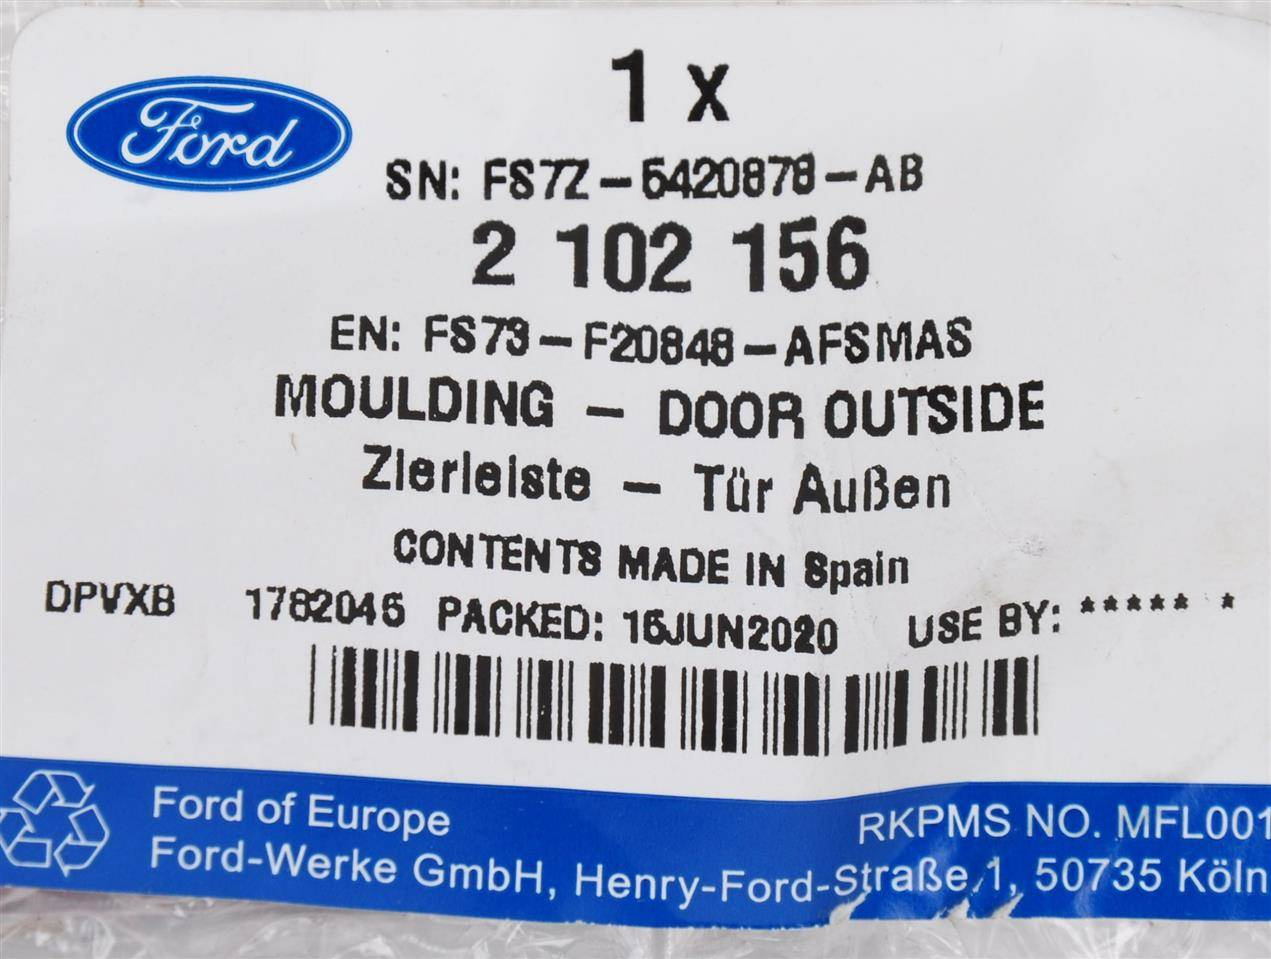 Ford
1 x
SN: FS7Z-5420878-AB
2 102 156
EN: FS73-F20848-AFSMAS
MOULDING - DOOR OUTSIDE
Zierleiste - Tür Außen
CONTENTS MADE IN Spain
DPVXB 1762046 PACKED: 16JUN2020 USE BY: ***** *
Ford of Europe RKPMS NO. MFL001
Ford-Werke GmbH, Henry-Ford-Straße 1, 50735 Köln